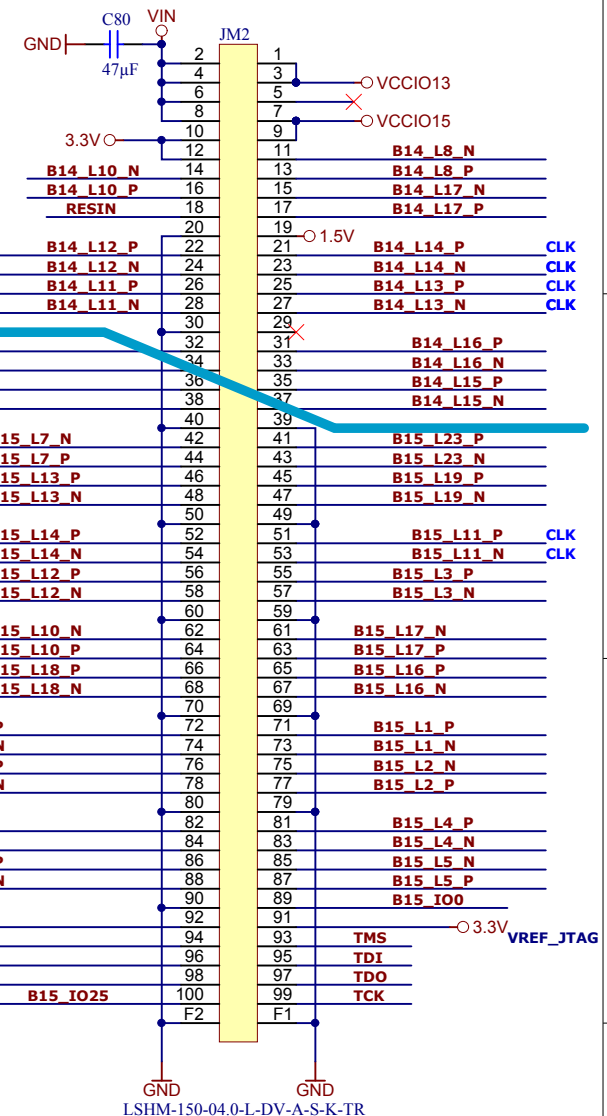 C80 VIN
GND JM2
47µF
2 1
4 3 VCCIO13
6 5
8 7 VCCIO15
3.3V 10 9
12 11 B14_L8_N
B14_L10_N 14 13 B14_L8_P
B14_L10_P 16 15 B14_L17_N
RESIN 18 17 B14_L17_P
20 19 1.5V
B14_L12_P 22 21 B14_L14_P CLK
B14_L12_N 24 23 B14_L14_N CLK
B14_L11_P 26 25 B14_L13_P CLK
B14_L11_N 28 27 B14_L13_N CLK
30 29
32 31 B14_L16_P
34 33 B14_L16_N
36 35 B14_L15_P
38 37 B14_L15_N
40 39
15_L7_N 42 41 B15_L23_P
15_L7_P 44 43 B15_L23_N
15_L13_P 46 45 B15_L19_P
15_L13_N 48 47 B15_L19_N
50 49
15_L14_P 52 51 B15_L11_P CLK
15_L14_N 54 53 B15_L11_N CLK
15_L12_P 56 55 B15_L3_P
15_L12_N 58 57 B15_L3_N
60 59
15_L10_N 62 61 B15_L17_N
15_L10_P 64 63 B15_L17_P
15_L18_P 66 65 B15_L16_P
15_L18_N 68 67 B15_L16_N
70 69
72 71 B15_L1_P
74 73 B15_L1_N
76 75 B15_L2_N
78 77 B15_L2_P
80 79
82 81 B15_L4_P
84 83 B15_L4_N
86 85 B15_L5_N
88 87 B15_L5_P
90 89 B15_IO0
92 91 3.3V VREF_JTAG
94 93 TMS
96 95 TDI
98 97 TDO
B15_IO25 100 99 TCK
F2 F1
GND GND
LSHM-150-04.0-L-DV-A-S-K-TR